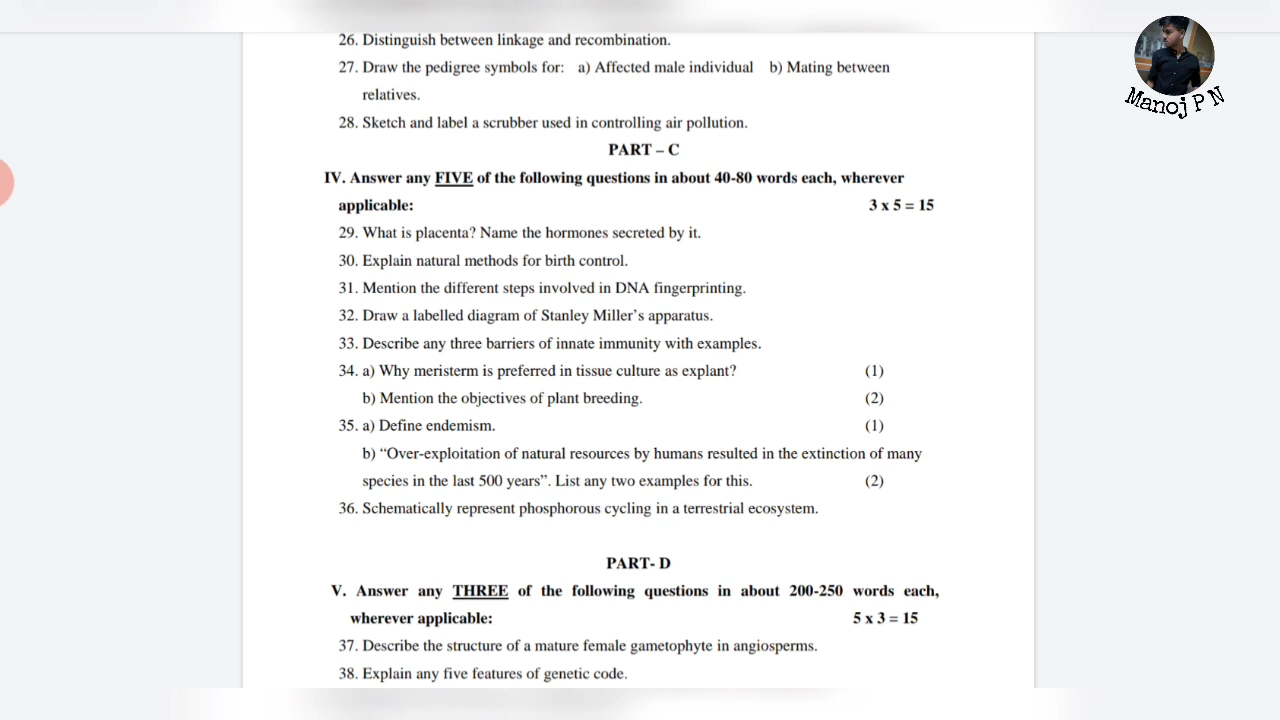 26. Distinguish between linkage and recombination.
27. Draw the pedigree symbols for: a) Affected male individual b) Mating between
relatives.
28. Sketch and label a scrubber used in controlling air pollution.
PART – C
IV. Answer any FIVE of the following questions in about 40-80 words each, wherever
applicable: 3 x 5 = 15
29. What is placenta? Name the hormones secreted by it.
30. Explain natural methods for birth control.
31. Mention the different steps involved in DNA fingerprinting.
32. Draw a labelled diagram of Stanley Miller’s apparatus.
33. Describe any three barriers of innate immunity with examples.
34. a) Why meristerm is preferred in tissue culture as explant? (1)
b) Mention the objectives of plant breeding. (2)
35. a) Define endemism. (1)
b) “Over-exploitation of natural resources by humans resulted in the extinction of many
species in the last 500 years”. List any two examples for this. (2)
36. Schematically represent phosphorous cycling in a terrestrial ecosystem.
PART- D
V. Answer any THREE of the following questions in about 200-250 words each,
wherever applicable: 5 x 3 = 15
37. Describe the structure of a mature female gametophyte in angiosperms.
38. Explain any five features of genetic code.
Manoj P N